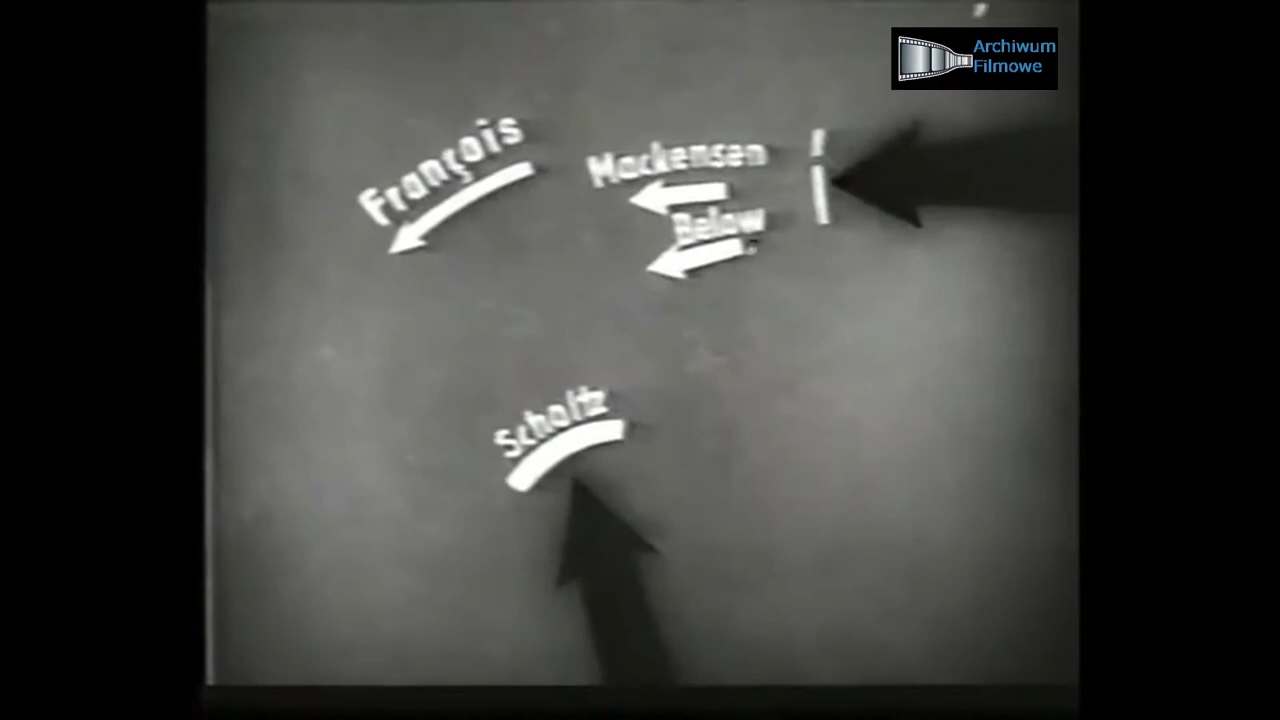 Archiwum
Filmowe
François
Mackensen
Below
Scholtz